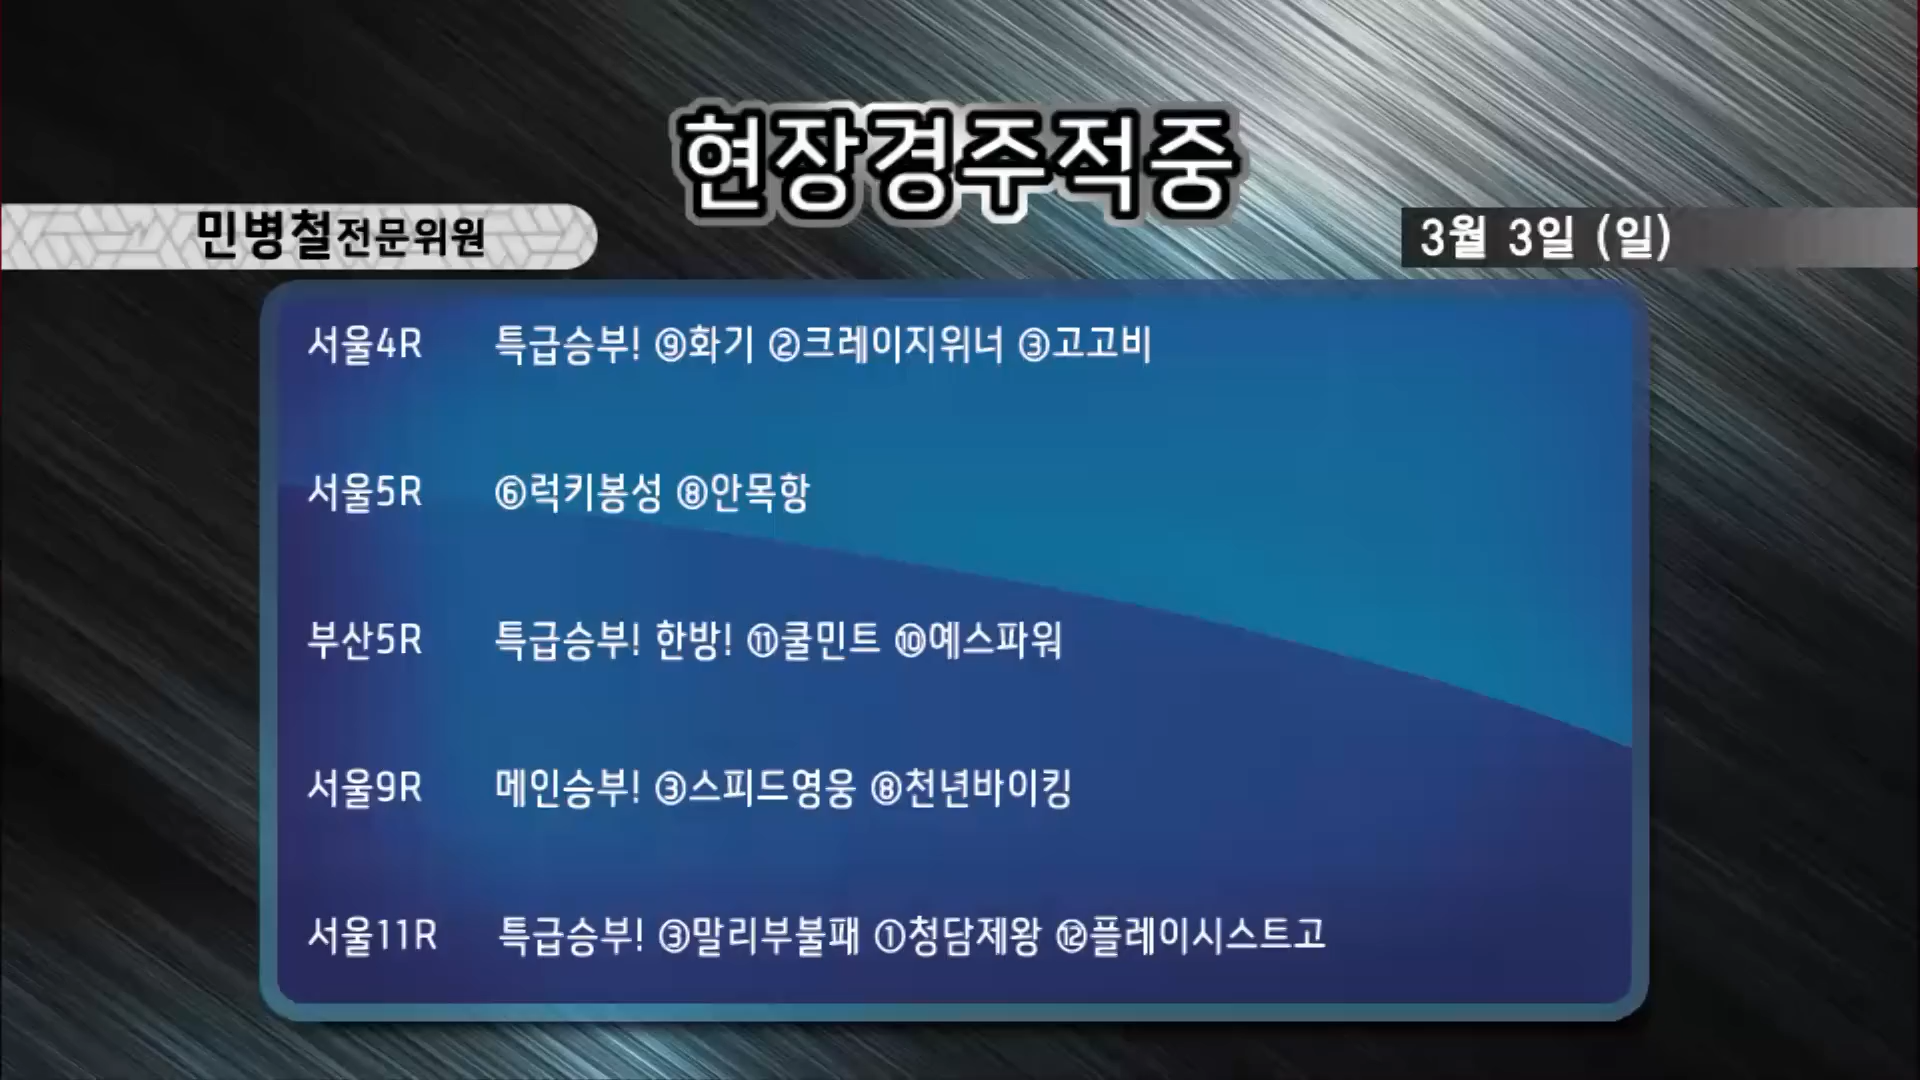 현장경주적중
민병철전문위원
3월 3일 (일)
서울4R 특급승부! ⑨화기 ②크레이지위너 ③고고비
서울5R ⑥럭키봉성 ⑧안목항
부산5R 특급승부! 한방! ⑪쿨민트 ⑩예스파워
서울9R 메인승부! ③스피드영웅 ⑧천년바이킹
서울11R 특급승부! ③말리부불패 ①청담제왕 ⑫플레이시스트고